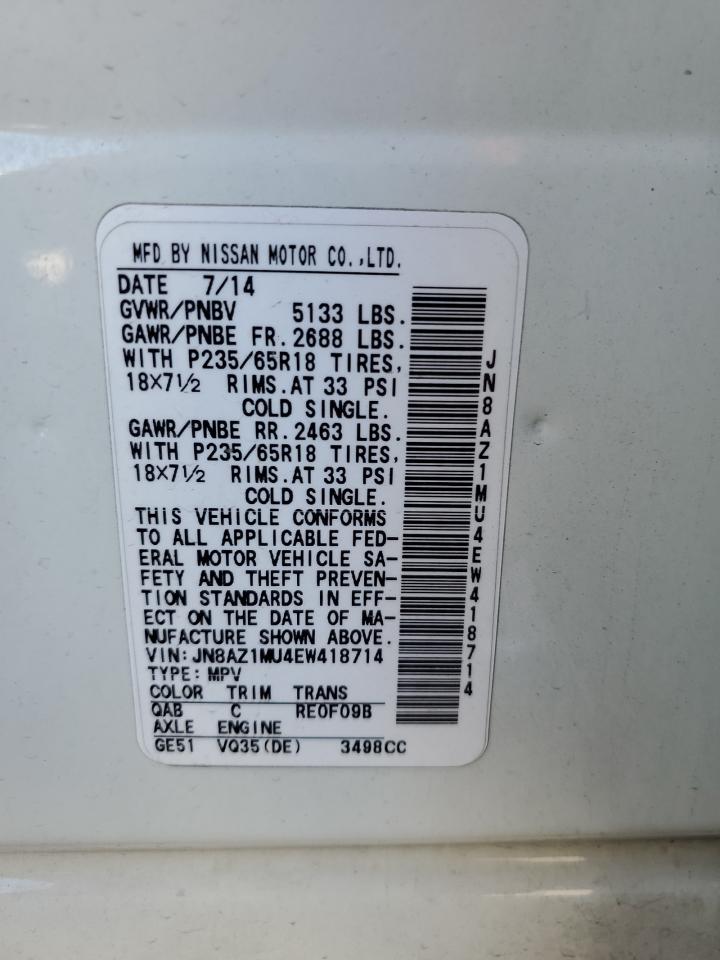 MFD BY NISSAN MOTOR CO.,LTD.
DATE 7/14
GVWR/PNBV 5133 LBS.
GAWR/PNBE FR.2688 LBS.
WITH P235/65R18 TIRES,
18×7½ RIMS.AT 33 PSI
COLD SINGLE.
GAWR/PNBE RR.2463 LBS.
WITH P235/65R18 TIRES,
18×7½ RIMS.AT 33 PSI
COLD SINGLE.
THIS VEHICLE CONFORMS
TO ALL APPLICABLE FED-
ERAL MOTOR VEHICLE SA-
FETY AND THEFT PREVEN-
TION STANDARDS IN EFF-
ECT ON THE DATE OF MA-
NUFACTURE SHOWN ABOVE.
VIN:JN8AZ1MU4EW418714
TYPE:MPV
COLOR TRIM TRANS
QAB C RE0F09B
AXLE ENGINE
GE51 VQ35(DE) 3498CC
JN8AZ1MU4EW418714